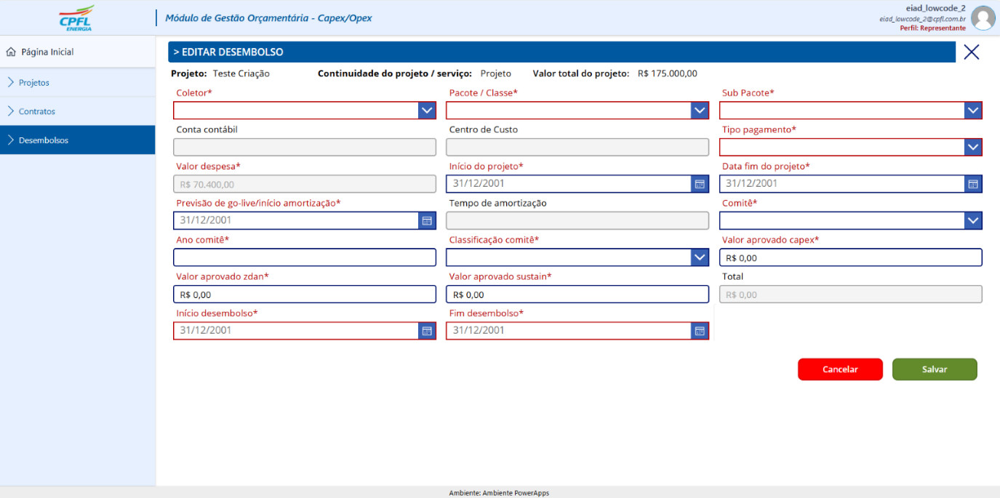 CPFL
ENERGIA
Módulo de Gestão Orçamentária - Capex/Opex
eiad_lowcode_2
eiad_lowcode_2@cpfl.com.br
Perfil: Representante
Página Inicial
Projetos
Contratos
Desembolsos
> EDITAR DESEMBOLSO
Projeto: Teste Criação Continuidade do projeto / serviço: Projeto Valor total do projeto: R$ 175.000,00
Coletor* Pacote / Classe* Sub Pacote*
Conta contábil Centro de Custo Tipo pagamento*
Valor despesa* Início do projeto* Data fim do projeto*
R$ 70.400,00 31/12/2001 31/12/2001
Previsão de go-live/início amortização* Tempo de amortização Comitê*
31/12/2001
Ano comitê* Classificação comitê* Valor aprovado capex*
R$ 0,00
Valor aprovado zdan* Valor aprovado sustain* Total
R$ 0,00 R$ 0,00 R$ 0,00
Início desembolso* Fim desembolso*
31/12/2001 31/12/2001
Cancelar Salvar
Ambiente: Ambiente PowerApps